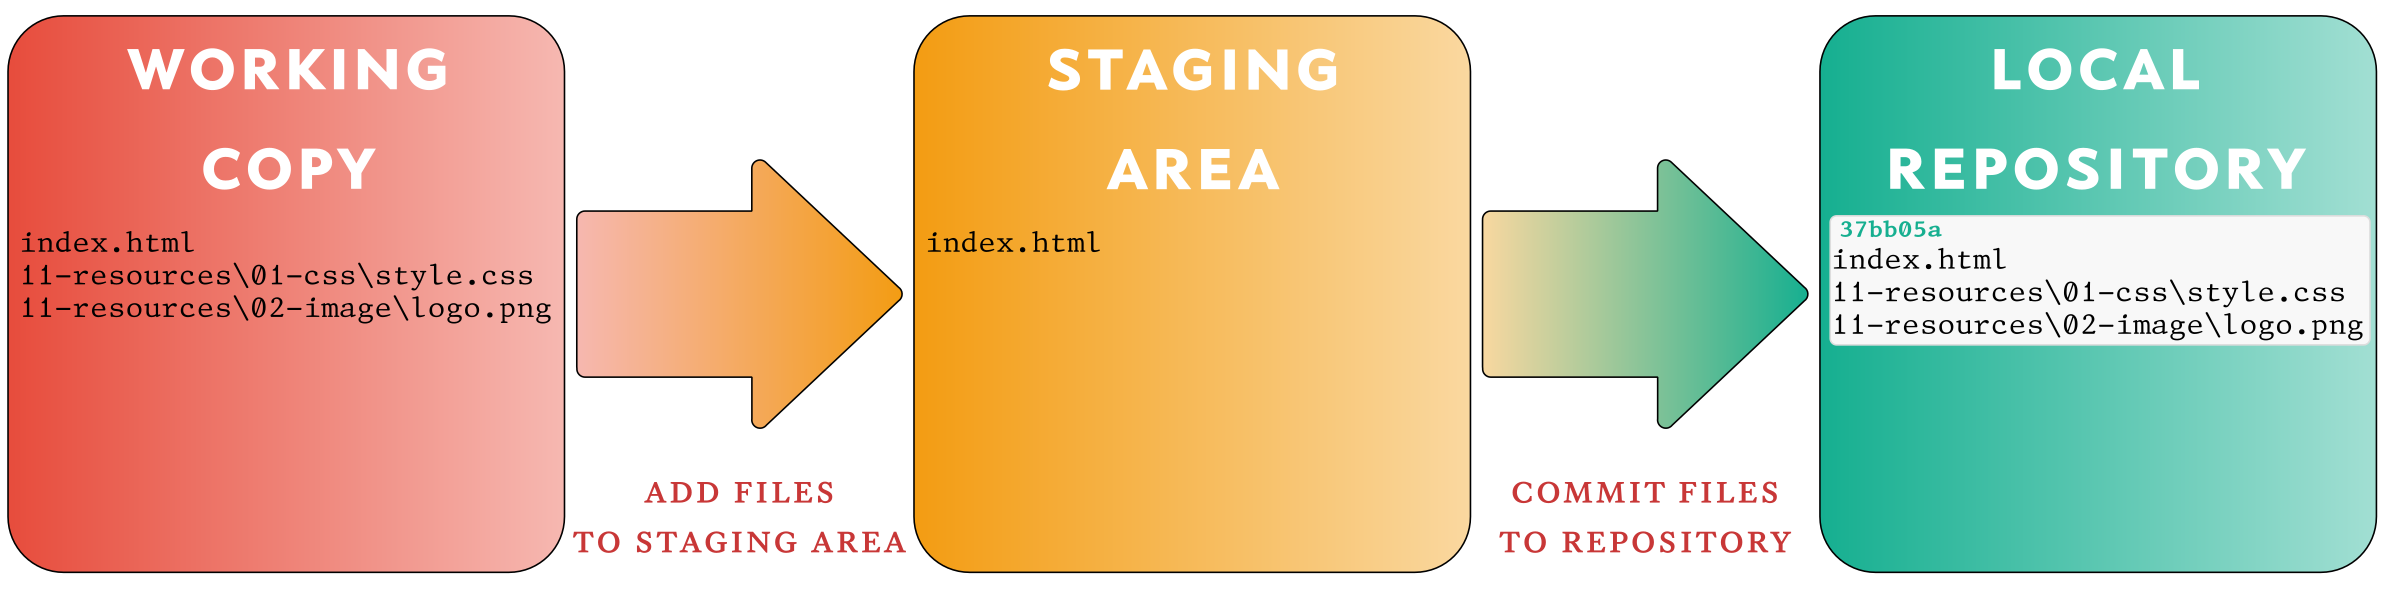 WORKING
COPY
index.html
11-resources\01-css\style.css
11-resources\02-image\logo.png
ADD FILES
TO STAGING AREA
STAGING
AREA
index.html
COMMIT FILES
TO REPOSITORY
LOCAL
REPOSITORY
37bb05a
index.html
11-resources\01-css\style.css
11-resources\02-image\logo.png